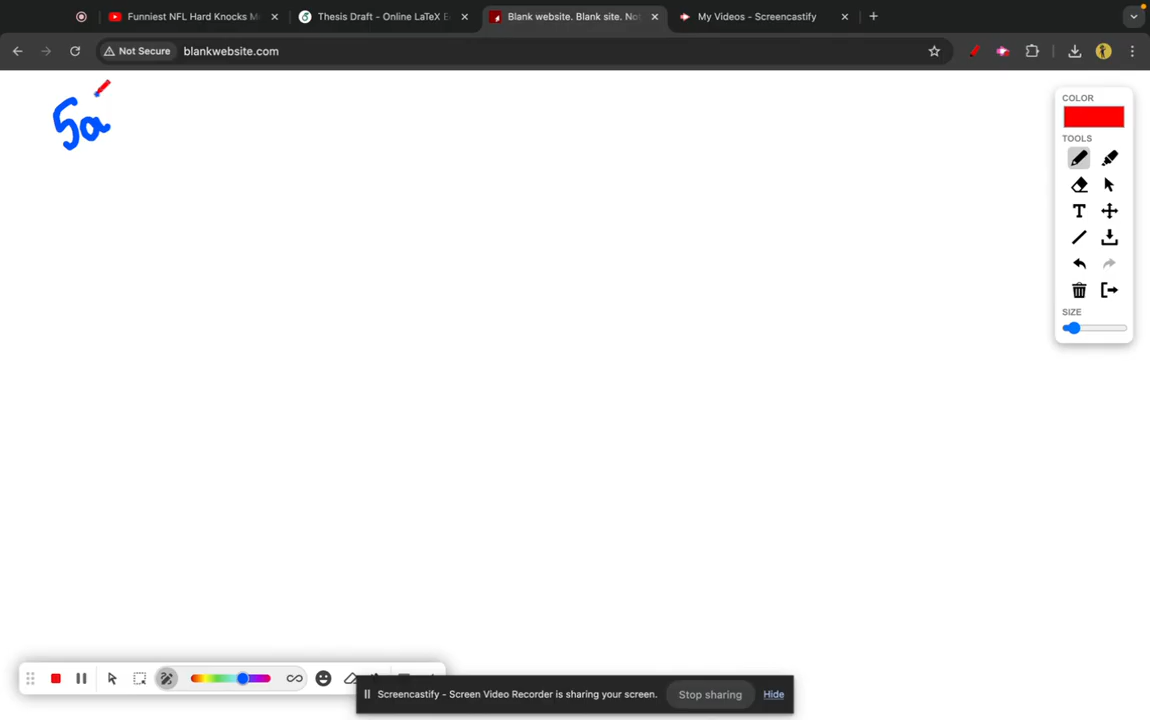 Funniest NFL Hard Knocks M
Thesis Draft - Online LaTeX E
Blank website. Blank site. Not
My Videos - Screencastify
Not Secure
blankwebsite.com
5a
COLOR
TOOLS
T
SIZE
Screencastify - Screen Video Recorder is sharing your screen.
Stop sharing
Hide